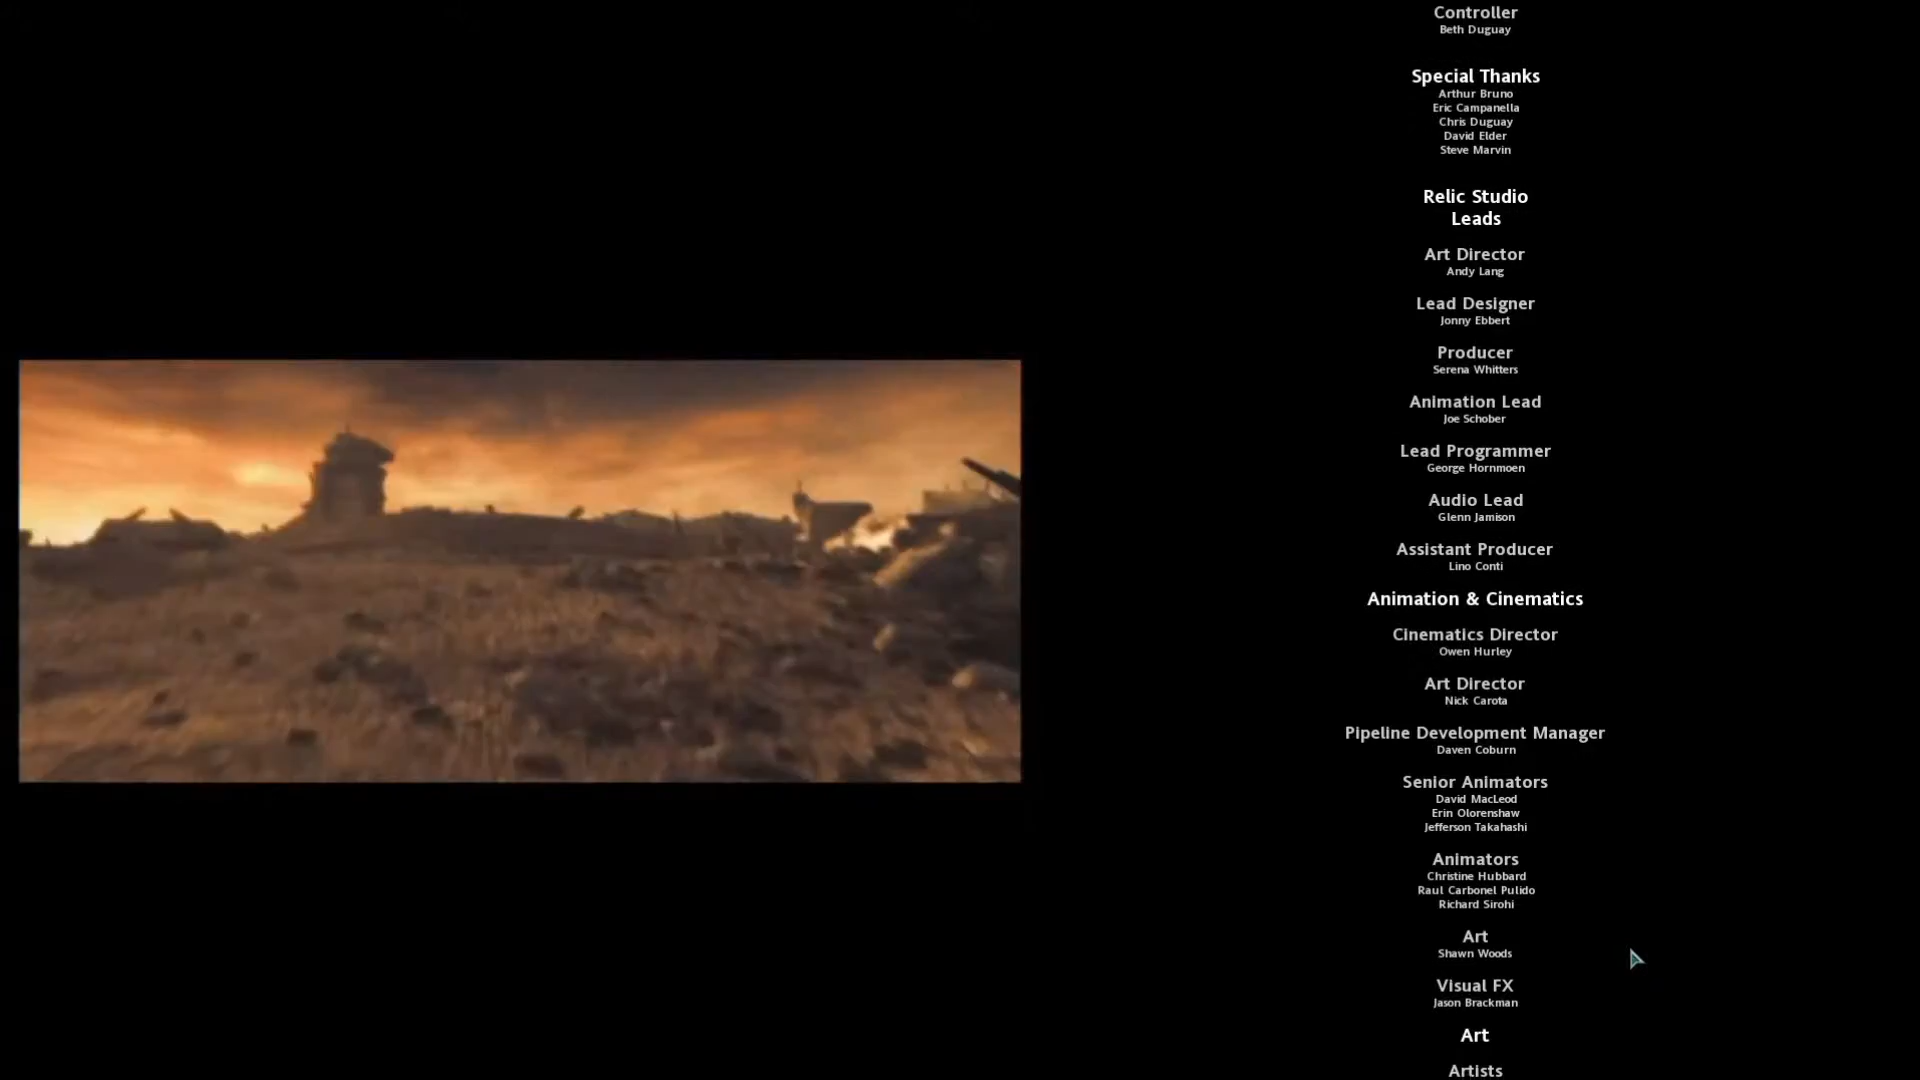 Controller
Beth Duguay
Special Thanks
Arthur Bruno
Eric Campanella
Chris Duguay
David Elder
Steve Marvin
Relic Studio
Leads
Art Director
Andy Lang
Lead Designer
Jonny Ebbert
Producer
Serena Whitters
Animation Lead
Joe Schober
Lead Programmer
George Hornmoen
Audio Lead
Glenn Jamison
Assistant Producer
Lino Conti
Animation & Cinematics
Cinematics Director
Owen Hurley
Art Director
Nick Carota
Pipeline Development Manager
Daven Coburn
Senior Animators
David MacLeod
Erin Olorenshaw
Jefferson Takahashi
Animators
Christine Hubbard
Raul Carbonel Pulido
Richard Sirohi
Art
Shawn Woods
Visual FX
Jason Brackman
Art
Artists